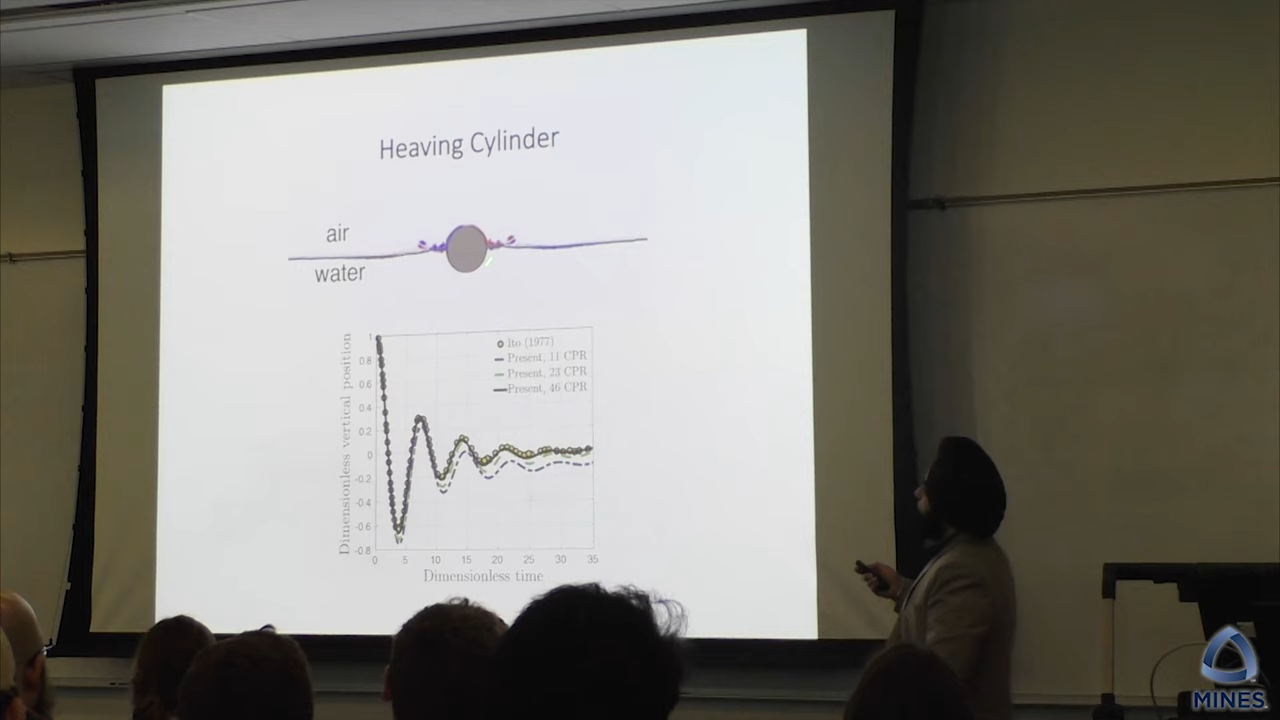 Heaving Cylinder
air
water
Dimensionless vertical position
1
0.8
0.6
0.4
0.2
0
-0.2
-0.4
-0.6
-0.8
Ito (1977)
Present, 11 CPR
Present, 23 CPR
Present, 46 CPR
0 5 10 15 20 25 30 35
Dimensionless time
MINES